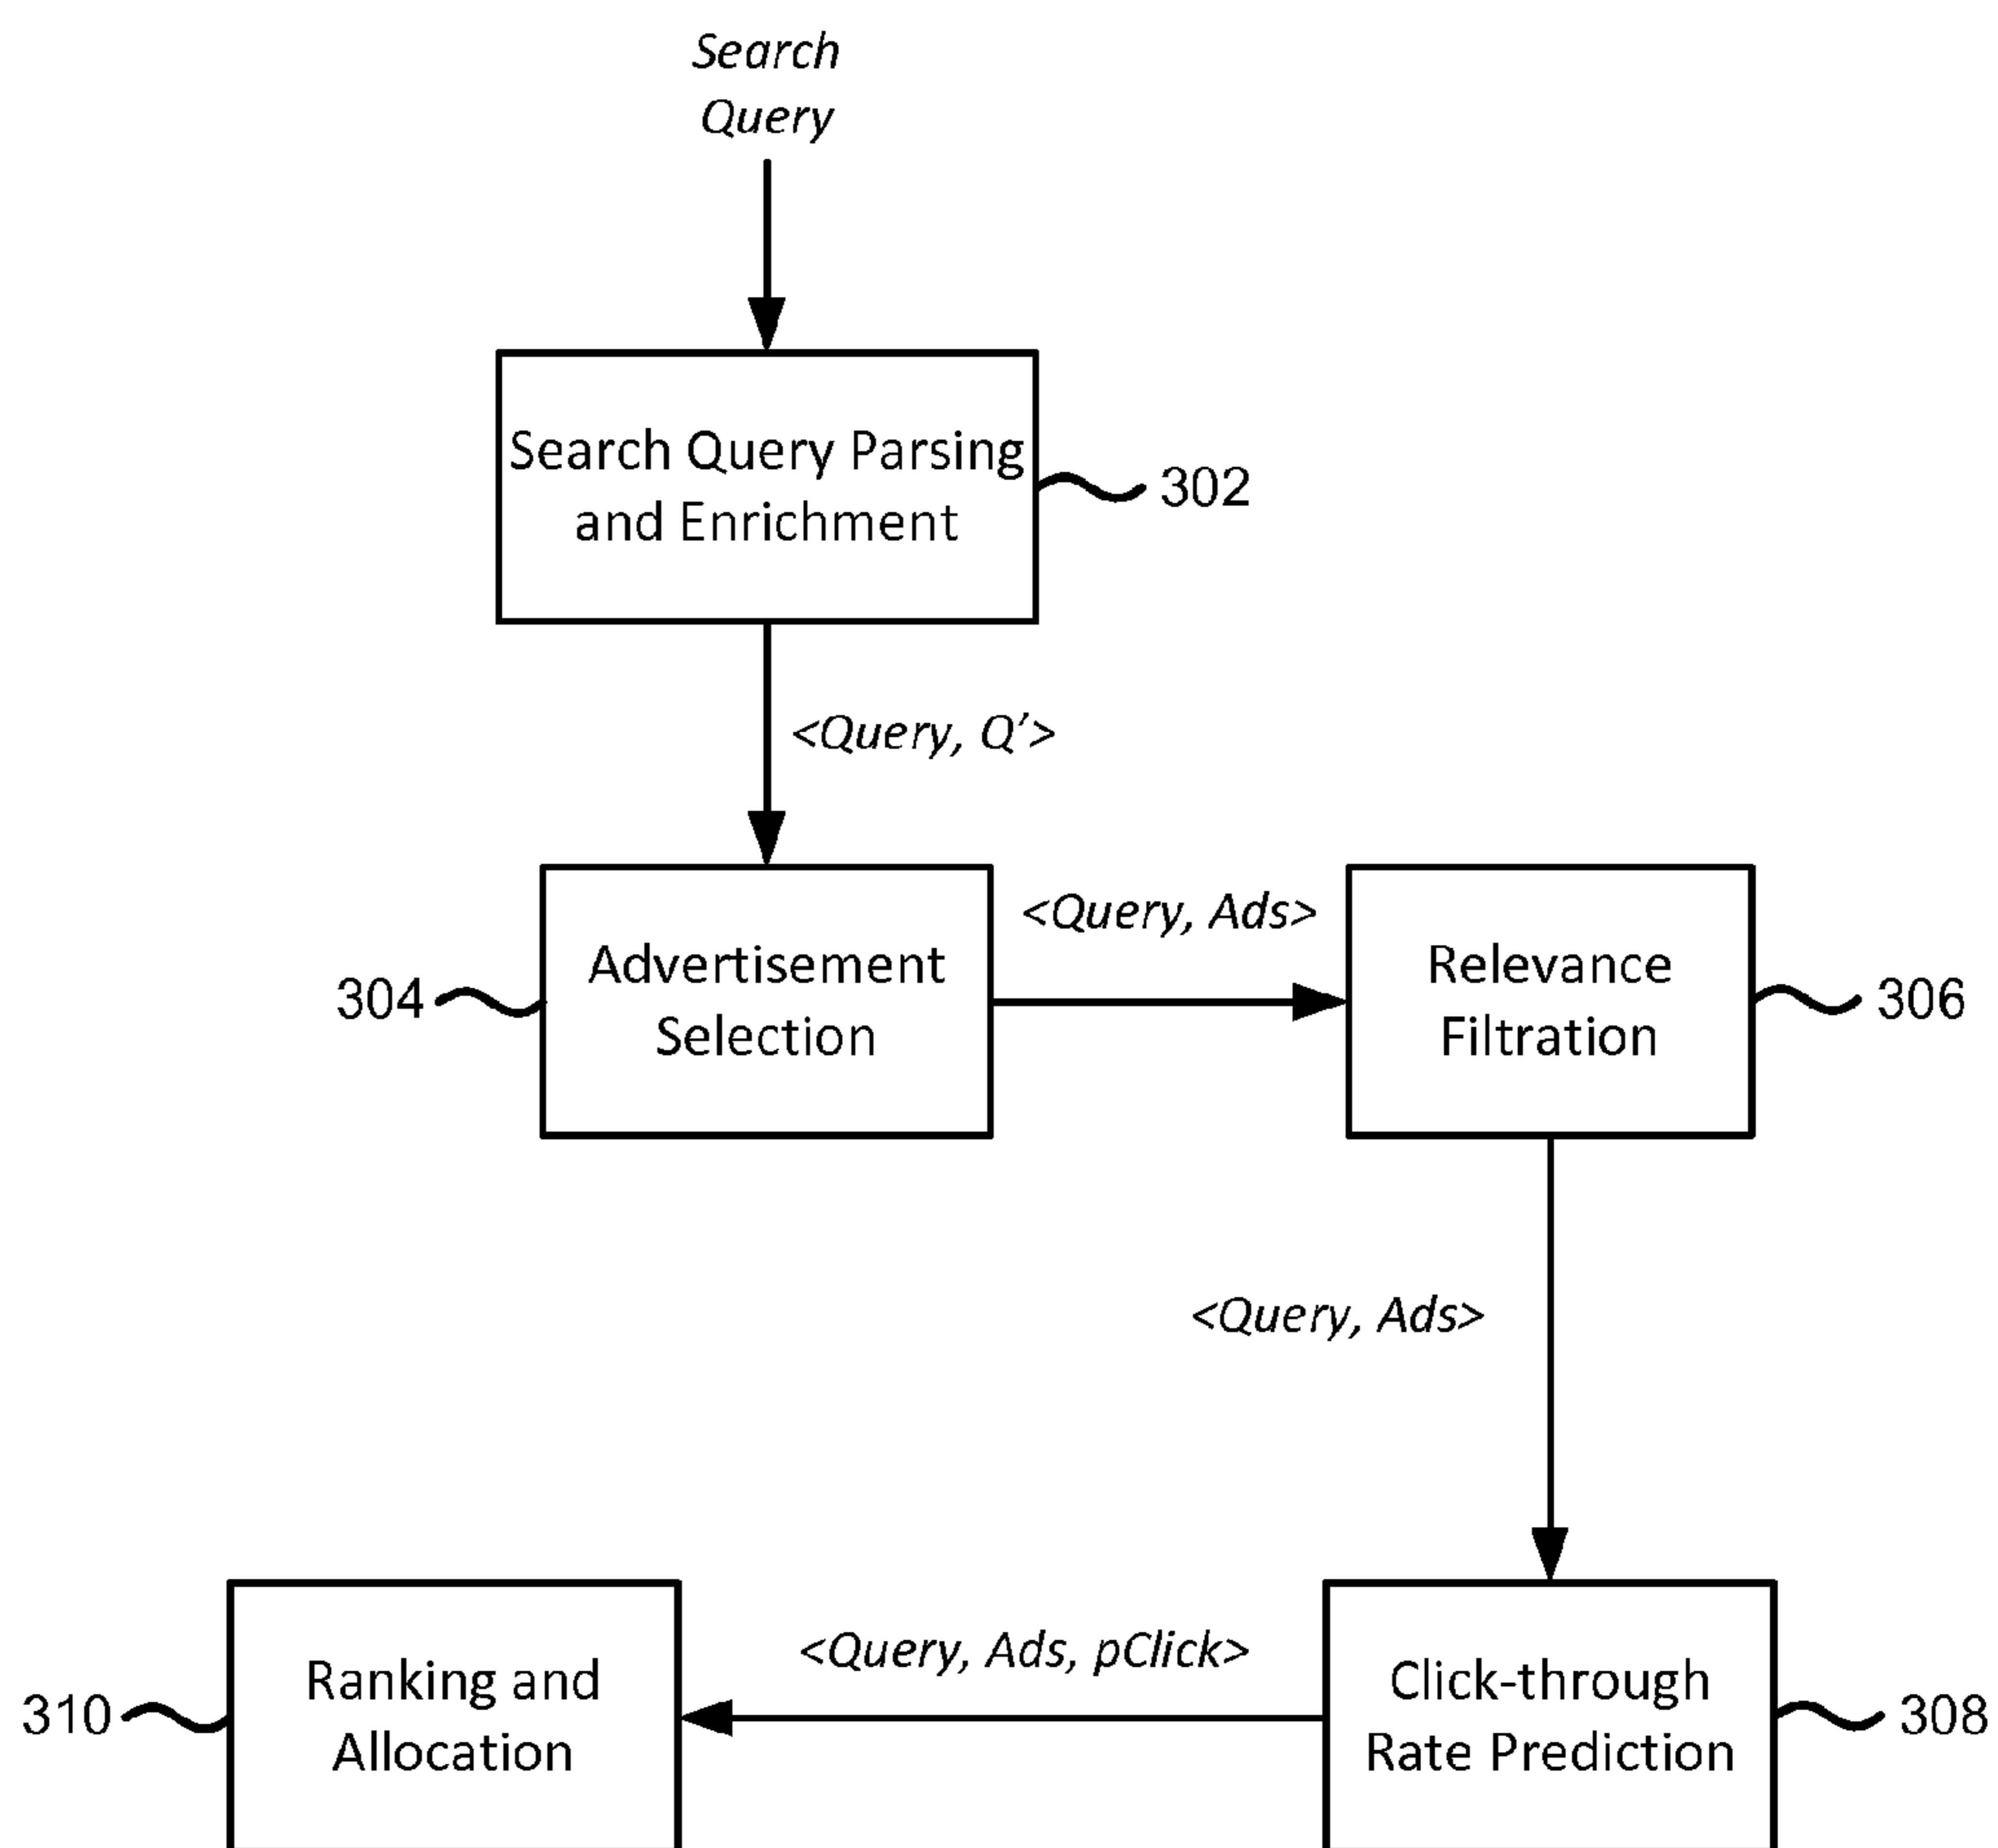 Search
Query
Search Query Parsing
and Enrichment
302
<Query, Q’>
304
Advertisement
Selection
<Query, Ads>
Relevance
Filtration
306
<Query, Ads>
310
Ranking and
Allocation
<Query, Ads, pClick>
Click-through
Rate Prediction
308